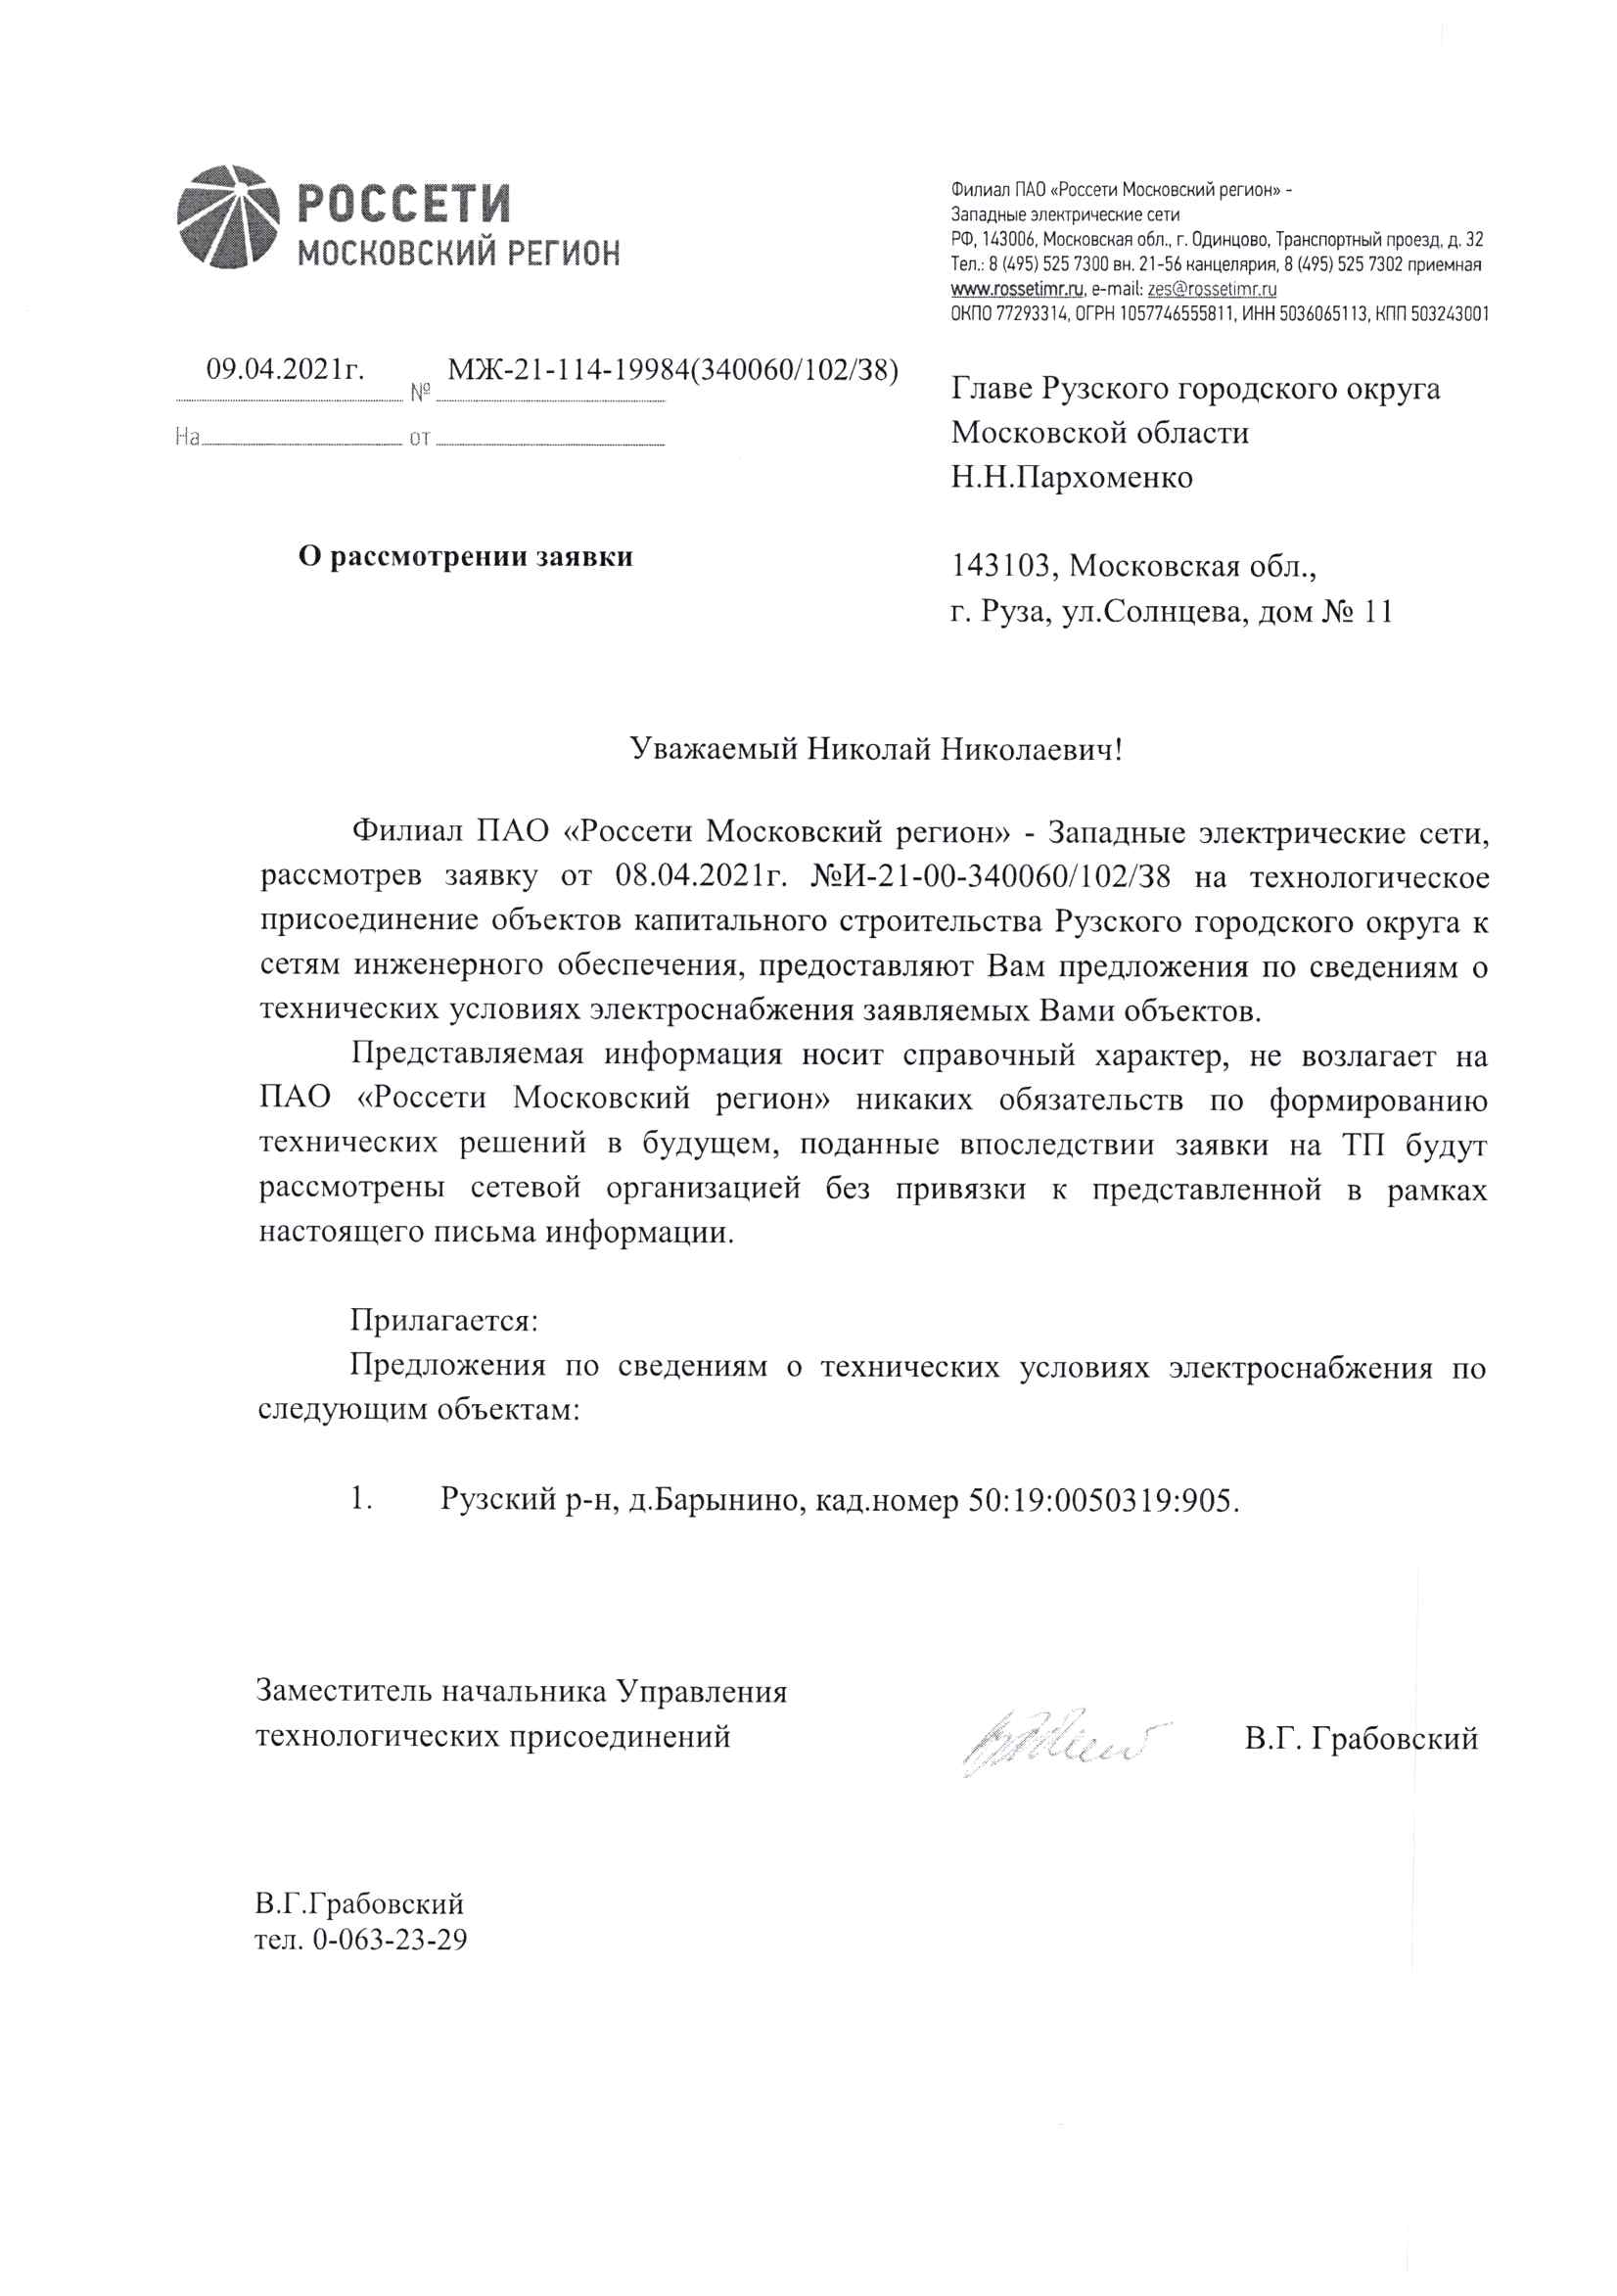 РОССЕТИ
МОСКОВСКИЙ РЕГИОН
Филиал ПАО «Россети Московский регион» -
Западные электрические сети
РФ, 143006, Московская обл., г. Одинцово, Транспортный проезд, д. 32
Тел.: 8 (495) 525 7300 вн. 21-56 канцелярия, 8 (495) 525 7302 приемная
www.rossetimr.ru, e-mail: zes@rossetimr.ru
ОКПО 77293314, ОГРН 1057746555811, ИНН 5036065113, КПП 503243001
09.04.2021г. № МЖ-21-114-19984(340060/102/38)
На от
Главе Рузского городского округа
Московской области
Н.Н.Пархоменко
О рассмотрении заявки
143103, Московская обл.,
г. Руза, ул.Солнцева, дом № 11
Уважаемый Николай Николаевич!
Филиал ПАО «Россети Московский регион» - Западные электрические сети,
рассмотрев заявку от 08.04.2021г. №И-21-00-340060/102/38 на технологическое
присоединение объектов капитального строительства Рузского городского округа к
сетям инженерного обеспечения, предоставляют Вам предложения по сведениям о
технических условиях электроснабжения заявляемых Вами объектов.
Представляемая информация носит справочный характер, не возлагает на
ПАО «Россети Московский регион» никаких обязательств по формированию
технических решений в будущем, поданные впоследствии заявки на ТП будут
рассмотрены сетевой организацией без привязки к представленной в рамках
настоящего письма информации.
Прилагается:
Предложения по сведениям о технических условиях электроснабжения по
следующим объектам:
1. Рузский р-н, д.Барынино, кад.номер 50:19:0050319:905.
Заместитель начальника Управления
технологических присоединений
В.Г. Грабовский
В.Г.Грабовский
тел. 0-063-23-29